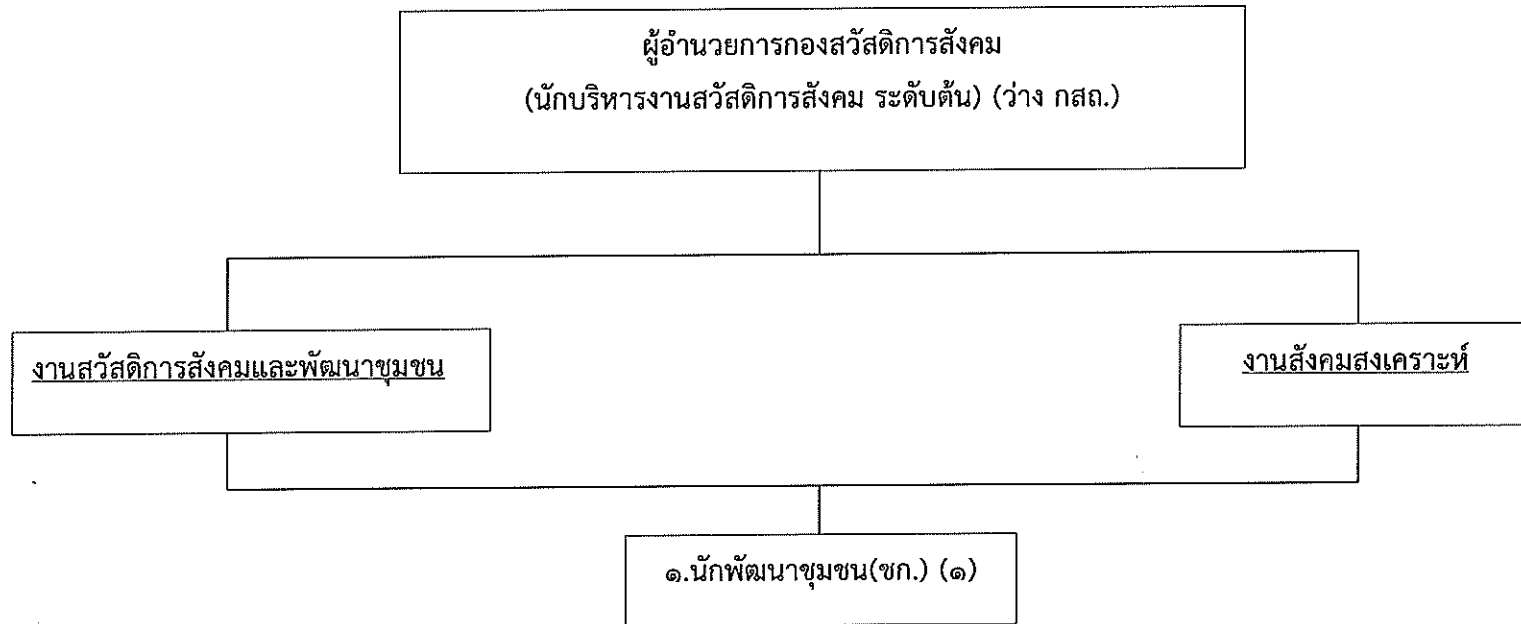 ผู้อำนวยการกองสวัสดิการสังคม
(นักบริหารงานสวัสดิการสังคม ระดับต้น) (ว่าง กสถ.)
งานสวัสดิการสังคมและพัฒนาชุมชน
งานสังคมสงเคราะห์
๑.นักพัฒนาชุมชน(ชก.) (๑)